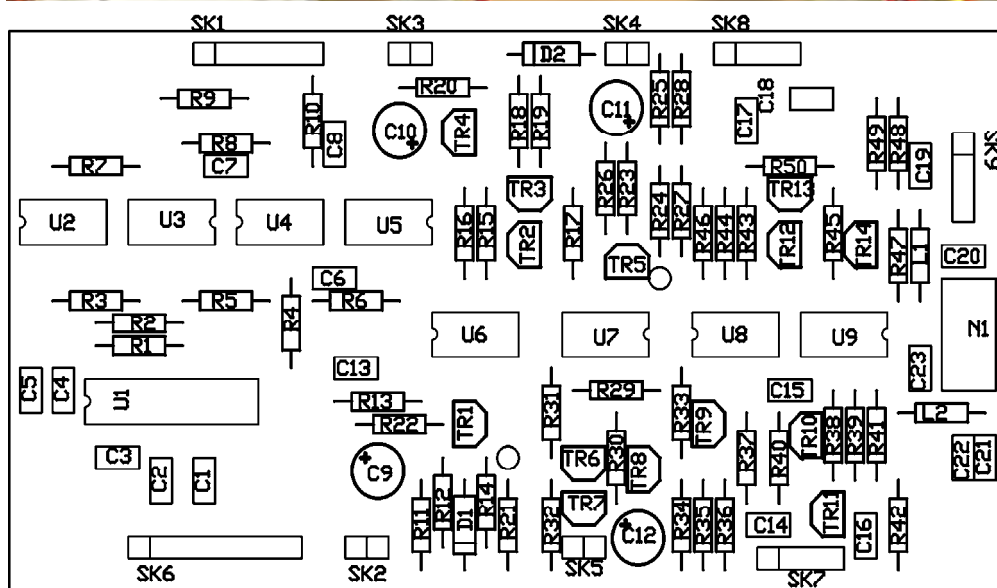 SK1 SK3 SK4 SK8
D2
R9 R10 R20 R18 R19 R25 R28 C18
C10 TR4 C11 C17
R8 C8 R49 R48 SK9
R7 C7 R50 C19
TR3 R26 R23 TR13
U2 U3 U4 U5 R16 R15 TR2 R17 R24 R27 R46 R44 R43 TR12 R45 TR14
TR5 R47 L1 C20
C6
R3 R5 R4 R6
R2 U6 U7 U8 U9 N1
R1
C13 C23
C5 C4 U1 R13 R31 R29 R33 C15
R22 TR1 TR9 TR10 R38 R39 R41 L2
C3 R30 R37 R40
C2 C1 C9 TR6 TR8 C22 C21
R11 R12 D1 R14 R21 R32 TR7 C12 R34 R35 R36 C14 TR11 C16 R42
SK6 SK2 SK5 SK7